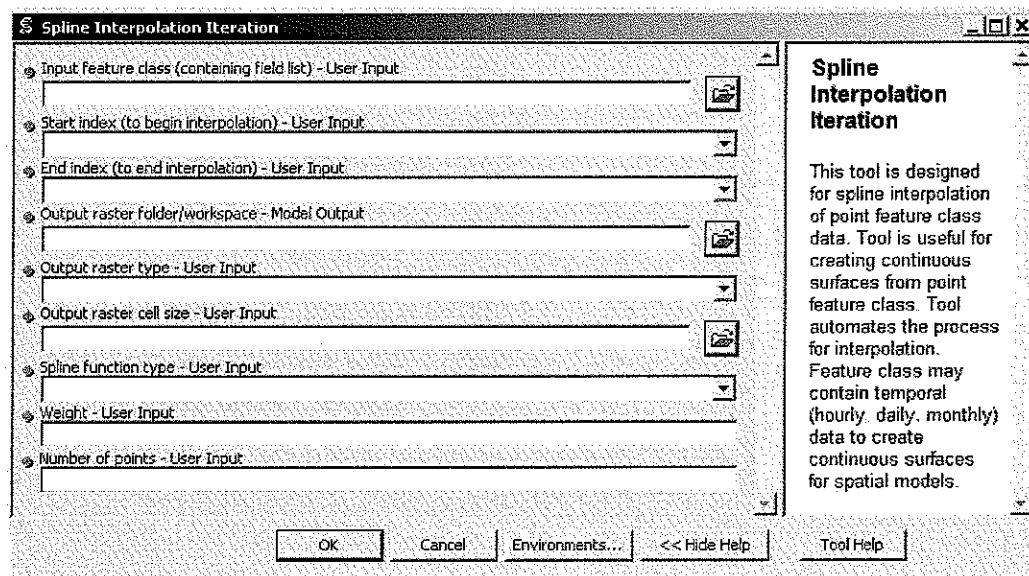 Spline Interpolation Iteration
Input feature class (containing field list) - User Input
Start index (to begin interpolation) - User Input
End index (to end interpolation) - User Input
Output raster folder/workspace - Model Output
Output raster type - User Input
Output raster cell size - User Input
Spline function type - User Input
Weight - User Input
Number of points - User Input
Spline
Interpolation
Iteration
This tool is designed
for spline interpolation
of point feature class
data. Tool is useful for
creating continuous
surfaces from point
feature class. Tool
automates the process
for interpolation.
Feature class may
contain temporal
(hourly, daily, monthly)
data to create
continuous surfaces
for spatial models.
OK
Cancel
Environments...
<< Hide Help
Tool Help